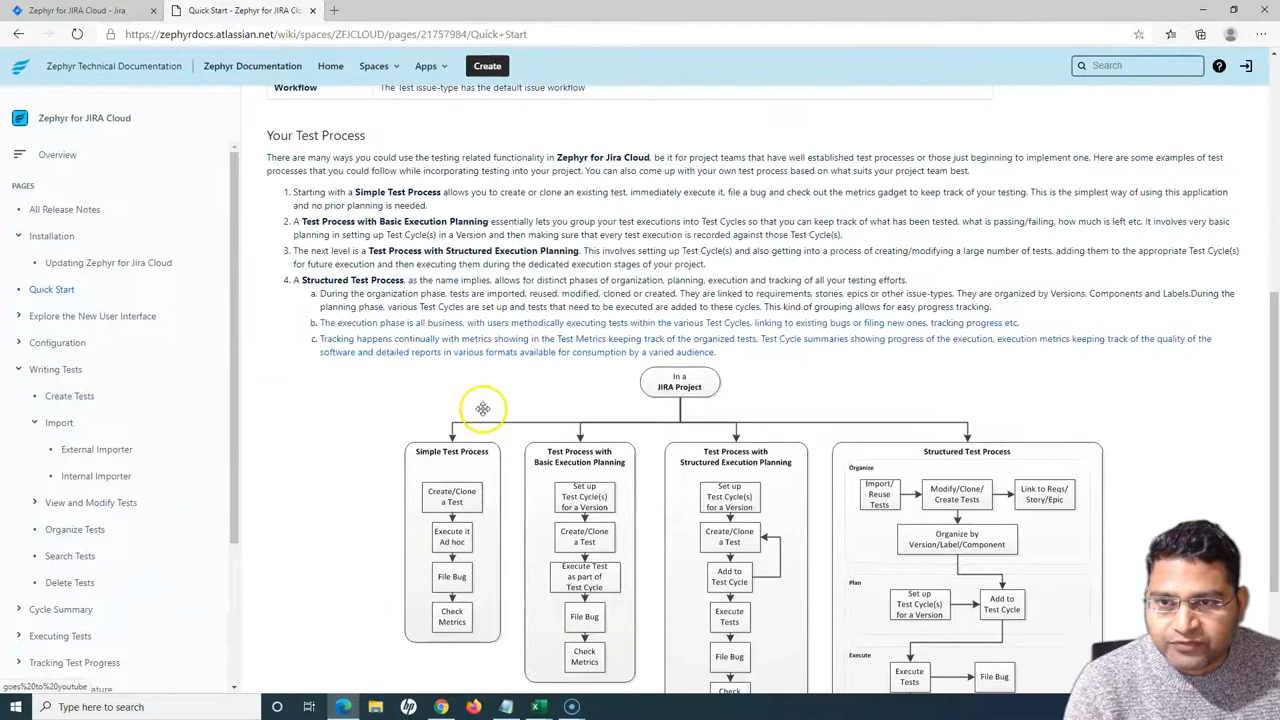 Zephyr for JIRA Cloud - Jira
Quick Start - Zephyr for JIRA Clo
https://zephyrdocs.atlassian.net/wiki/spaces/ZFJCLOUD/pages/21757984/Quick+Start
Zephyr Technical Documentation
Zephyr Documentation
Home
Spaces
Apps
Create
Search
Zephyr for JIRA Cloud
Overview
PAGES
All Release Notes
Installation
Updating Zephyr for Jira Cloud
Quick Start
Explore the New User Interface
Configuration
Writing Tests
Create Tests
Import
External Importer
Internal Importer
View and Modify Tests
Organize Tests
Search Tests
Delete Tests
Cycle Summary
Executing Tests
Tracking Test Progress
goes%20to%20youtube
Workflow
The Test issue-type has the default issue workflow
Your Test Process
There are many ways you could use the testing related functionality in Zephyr for Jira Cloud, be it for project teams that have well established test processes or those just beginning to implement one. Here are some examples of test
processes that you could follow while incorporating testing into your project. You can also come up with your own test process based on what suits your project team best.
1. Starting with a Simple Test Process allows you to create or clone an existing test, immediately execute it, file a bug and check out the metrics gadget to keep track of your testing. This is the simplest way of using this application
and no prior planning is needed.
2. A Test Process with Basic Execution Planning essentially lets you group your test executions into Test Cycles so that you can keep track of what has been tested, what is passing/failing, how much is left etc. It involves very basic
planning in setting up Test Cycle(s) in a Version and then making sure that every test execution is recorded against those Test Cycle(s).
3. The next level is a Test Process with Structured Execution Planning. This involves setting up Test Cycle(s) and also getting into a process of creating/modifying a large number of tests, adding them to the appropriate Test Cycle(s)
for future execution and then executing them during the dedicated execution stages of your project.
4. A Structured Test Process, as the name implies, allows for distinct phases of organization, planning, execution and tracking of all your testing efforts.
a. During the organization phase, tests are imported, reused, modified, cloned or created. They are linked to requirements, stories, epics or other issue-types. They are organized by Versions, Components and Labels.During the
planning phase, various Test Cycles are set up and tests that need to be executed are added to these cycles. This kind of grouping allows for easy progress tracking.
b. The execution phase is all business, with users methodically executing tests within the various Test Cycles, linking to existing bugs or filing new ones, tracking progress etc.
c. Tracking happens continually with metrics showing in the Test Metrics keeping track of the organized tests, Test Cycle summaries showing progress of the execution, execution metrics keeping track of the quality of the
software and detailed reports in various formats available for consumption by a varied audience.
In a
JIRA Project
Simple Test Process
Create/Clone
a Test
Execute it
Ad hoc
File Bug
Check
Metrics
Test Process with
Basic Execution Planning
Set up
Test Cycle(s)
for a Version
Create/Clone
a Test
Execute Test
as part of
Test Cycle
File Bug
Check
Metrics
Test Process with
Structured Execution Planning
Set up
Test Cycle(s)
for a Version
Create/Clone
a Test
Add to
Test Cycle
Execute
Tests
File Bug
Check
Structured Test Process
Organize
Import/
Reuse
Tests
Modify/Clone/
Create Tests
Link to Reqs/
Story/Epic
Organize by
Version/Label/Component
Plan
Set up
Test Cycle(s)
for a Version
Add to
Test Cycle
Execute
Execute
Tests
File Bug
Type here to search